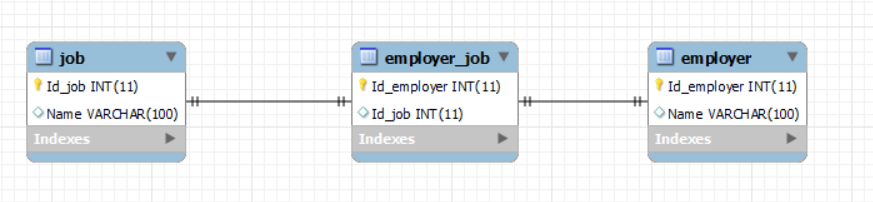 job
Id_job INT(11)
Name VARCHAR(100)
Indexes
employer_job
Id_employer INT(11)
Id_job INT(11)
Indexes
employer
Id_employer INT(11)
Name VARCHAR(100)
Indexes